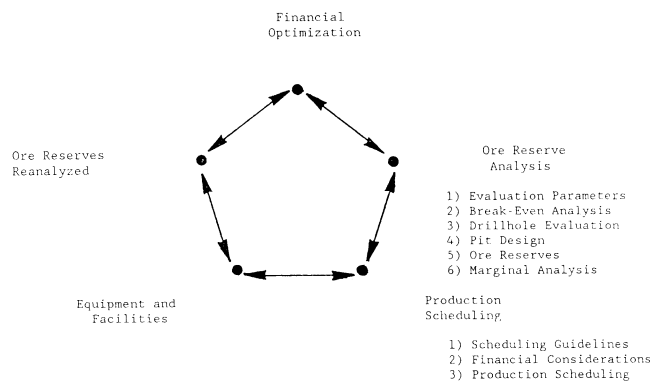 Financial
Optimization
Ore Reserves
Reanalyzed
Ore Reserve
Analysis
1) Evaluation Parameters
2) Break-Even Analysis
3) Drillhole Evaluation
4) Pit Design
5) Ore Reserves
6) Marginal Analysis
Equipment and
Facilities
Production
Scheduling
1) Scheduling Guidelines
2) Financial Considerations
3) Production Scheduling